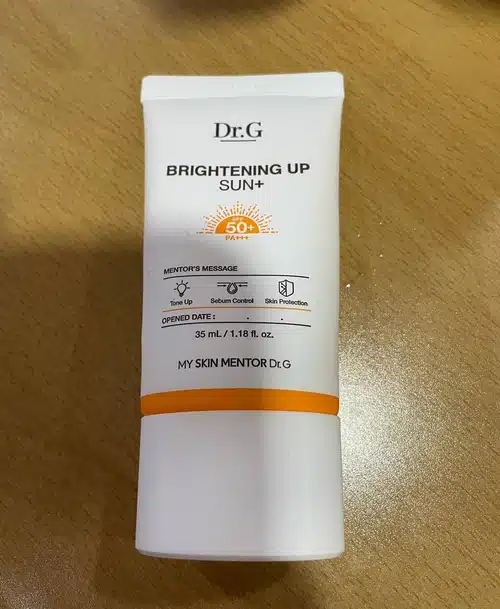 Dr.G
BRIGHTENING UP
SUN+
SPF
50+
PA+++
MENTOR'S MESSAGE
Tone Up Sebum Control Skin Protection
OPENED DATE : . .
35 mL / 1.18 fl. oz.
MY SKIN MENTOR Dr.G